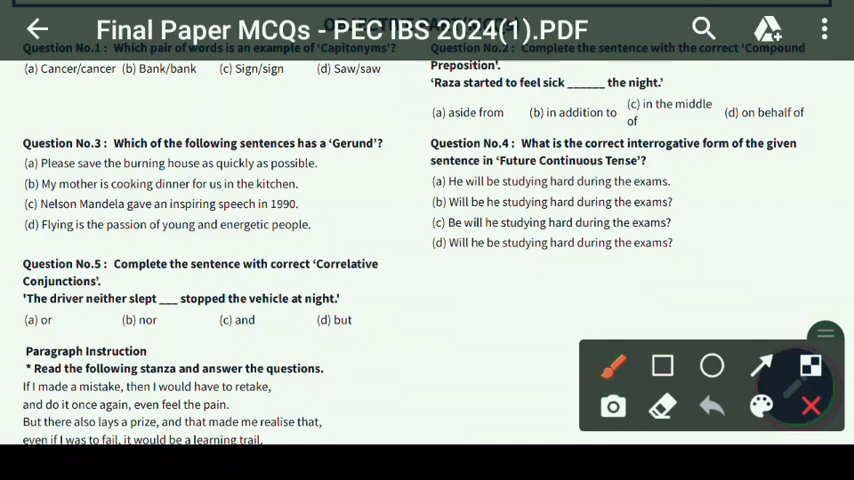 Final Paper MCQs - PEC IBS 2024(1).PDF
Question No.1 : Which pair of words is an example of 'Capitonyms'?
(a) Cancer/cancer (b) Bank/bank (c) Sign/sign (d) Saw/saw
Question No.2 : Complete the sentence with the correct 'Compound
Preposition'.
'Raza started to feel sick ______ the night.'
(a) aside from (b) in addition to (c) in the middle of (d) on behalf of
Question No.3 : Which of the following sentences has a 'Gerund'?
(a) Please save the burning house as quickly as possible.
(b) My mother is cooking dinner for us in the kitchen.
(c) Nelson Mandela gave an inspiring speech in 1990.
(d) Flying is the passion of young and energetic people.
Question No.4 : What is the correct interrogative form of the given
sentence in 'Future Continuous Tense'?
(a) He will be studying hard during the exams.
(b) Will be he studying hard during the exams?
(c) Be will he studying hard during the exams?
(d) Will he be studying hard during the exams?
Question No.5 : Complete the sentence with correct 'Correlative
Conjunctions'.
'The driver neither slept ___ stopped the vehicle at night.'
(a) or (b) nor (c) and (d) but
Paragraph Instruction
* Read the following stanza and answer the questions.
If I made a mistake, then I would have to retake,
and do it once again, even feel the pain.
But there also lays a prize, and that made me realise that,
even if I was to fail, it would be a learning trail.